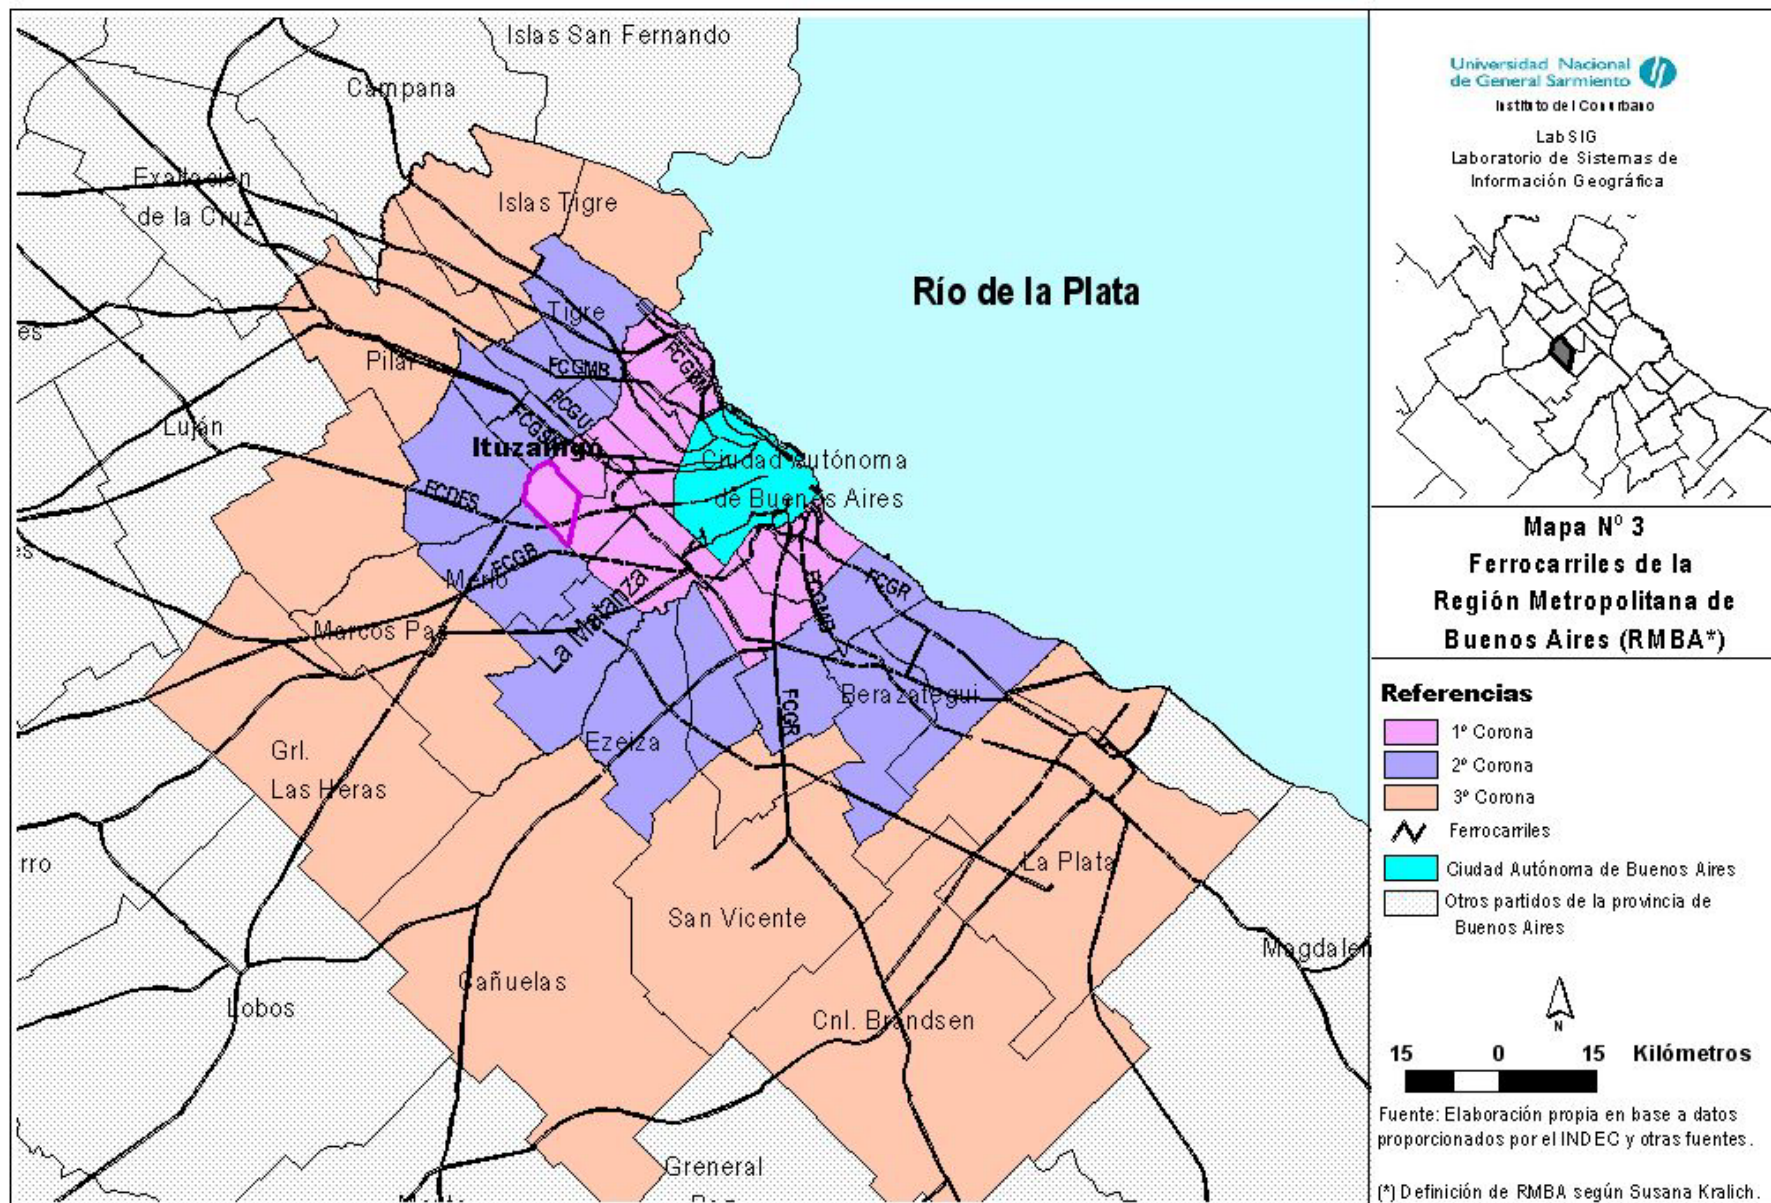 Islas San Fernando
Campana
Exaltación
de la Cruz
Islas Tigre
Río de la Plata
Tigre
Pilar
FCGMB
FCGBM
FCGU
Luján
Ituzaingó
Ciudad Autónoma
de Buenos Aires
FCDFS
FCGB
Merlo
FCGR
FCGMB
La Matanza
Marcos Paz
Berazategui
FCGR
Ezeiza
Grl.
Las Heras
rro
La Plata
San Vicente
Magdalen
Cañuelas
Lobos
Cnl. Brandsen
Greneral
Universidad Nacional
de General Sarmiento
Instituto del Conurbano
LabSIG
Laboratorio de Sistemas de
Información Geográfica
Mapa Nº 3
Ferrocarriles de la
Región Metropolitana de
Buenos Aires (RMBA*)
Referencias
1º Corona
2º Corona
3º Corona
Ferrocarriles
Ciudad Autónoma de Buenos Aires
Otros partidos de la provincia de
Buenos Aires
N
15 0 15 Kilómetros
Fuente: Elaboración propia en base a datos
proporcionados por el INDEC y otras fuentes.
(*) Definición de RMBA según Susana Kralich.